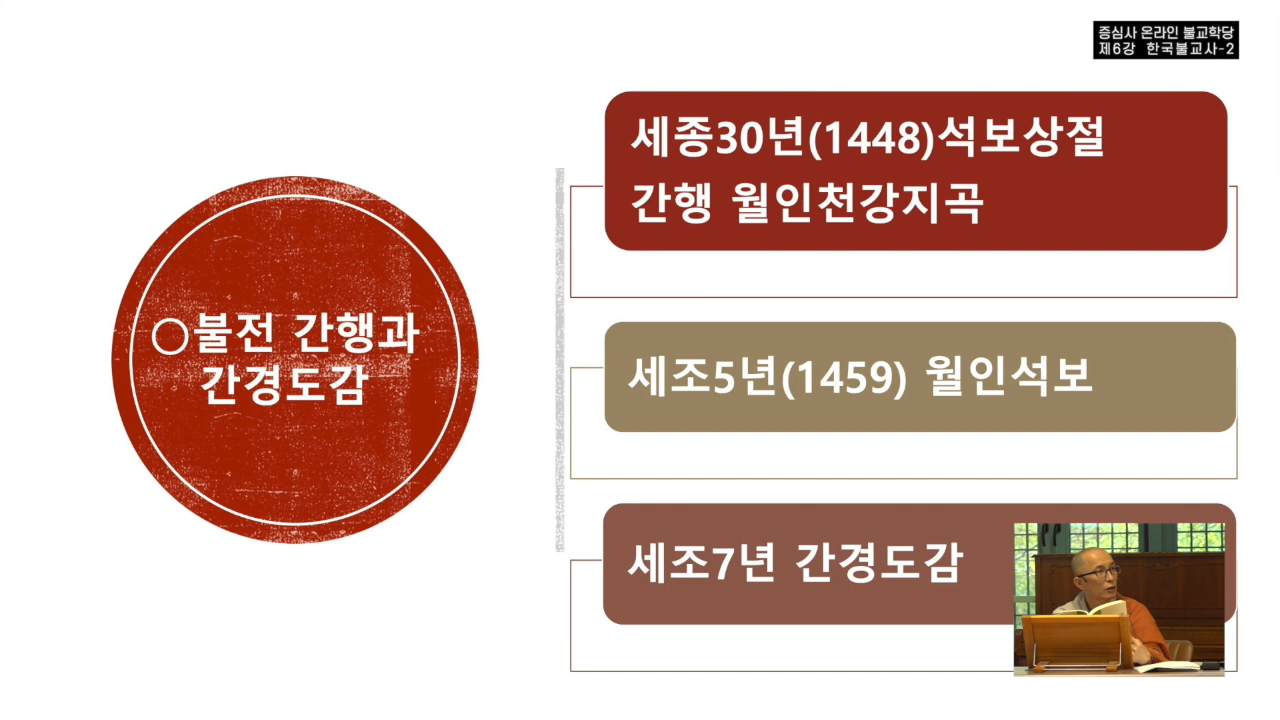 증심사 온라인 불교학당
제6강 한국불교사-2
○불전 간행과
간경도감
세종30년(1448)석보상절
간행 월인천강지곡
세조5년(1459) 월인석보
세조7년 간경도감